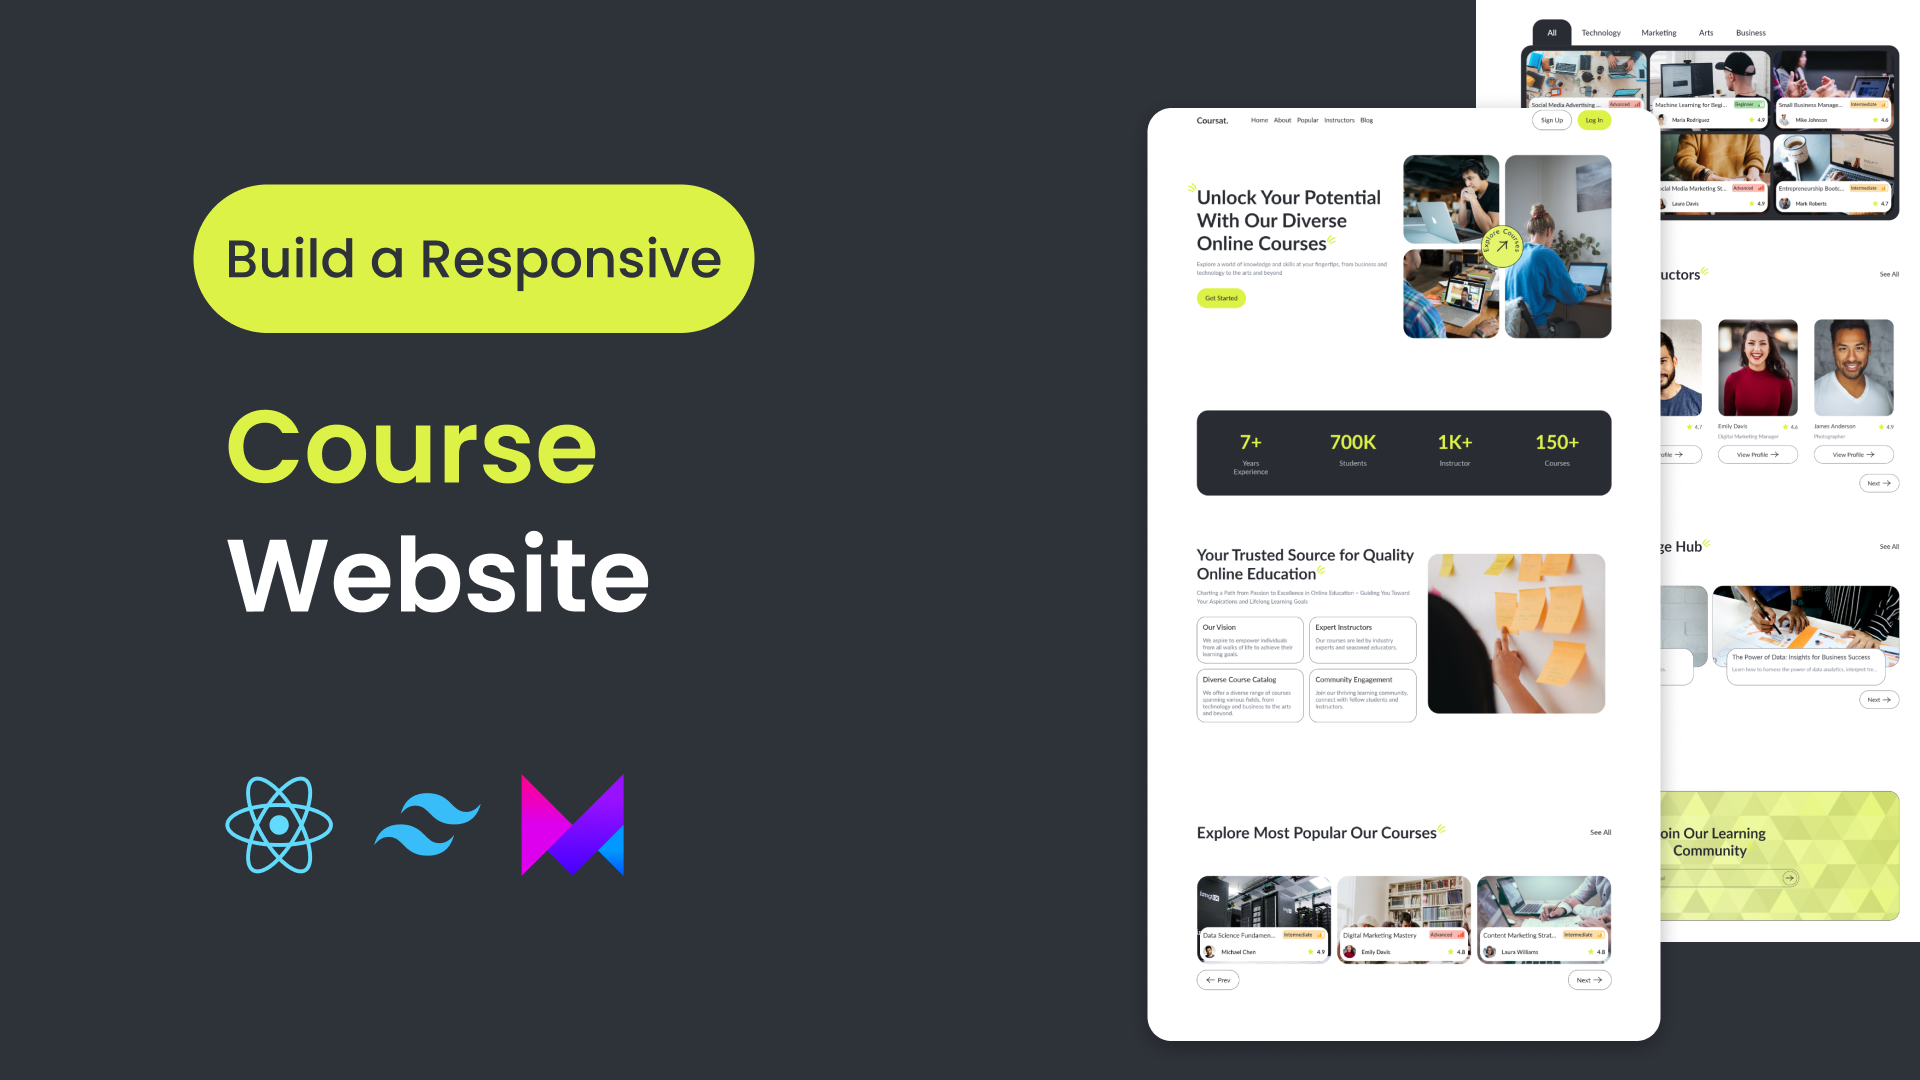 Build a Responsive
Course
Website
Coursat.
Home About Popular Instructors Blog
Sign Up
Log In
Unlock Your Potential
With Our Diverse
Online Courses
Explore a world of knowledge and skills at your fingertips, from business and
technology to the arts and beyond
Get Started
Explore Courses
7+
Years
Experience
700K
Students
1K+
Instructor
150+
Courses
Your Trusted Source for Quality
Online Education
Charting a Path from Passion to Excellence in Online Education – Guiding You Toward
Your Aspirations and Lifelong Learning Goals
Our Vision
We aspire to empower individuals
from all walks of life to achieve their
learning goals.
Expert Instructors
Our courses are led by industry
experts and seasoned educators.
Diverse Course Catalog
We offer a diverse range of courses
spanning various fields, from
technology and business to the arts
and beyond.
Community Engagement
Join our thriving learning community,
connect with fellow students and
instructors.
Explore Most Popular Our Courses
See All
Data Science Fundamen...
Intermediate
Michael Chen
4.9
Digital Marketing Mastery
Advanced
Emily Davis
4.8
Content Marketing Strat...
Intermediate
Laura Williams
4.8
Prev
Next
All
Technology
Marketing
Arts
Business
Social Media Advertising ...
Advanced
Machine Learning for Begi...
Beginner
Maria Rodriguez
4.9
Small Business Manage...
Intermediate
Mike Johnson
4.6
cial Media Marketing St...
Advanced
Laura Davis
4.9
Entrepreneurship Bootc...
Intermediate
Mark Roberts
4.7
uctors
See All
4.7
ofile
Emily Davis
4.6
Digital Marketing Manager
View Profile
James Anderson
4.9
Photographer
View Profile
Next
ge Hub
See All
The Power of Data: Insights for Business Success
Learn how to harness the power of data analytics, interpret tre...
Next
oin Our Learning
Community